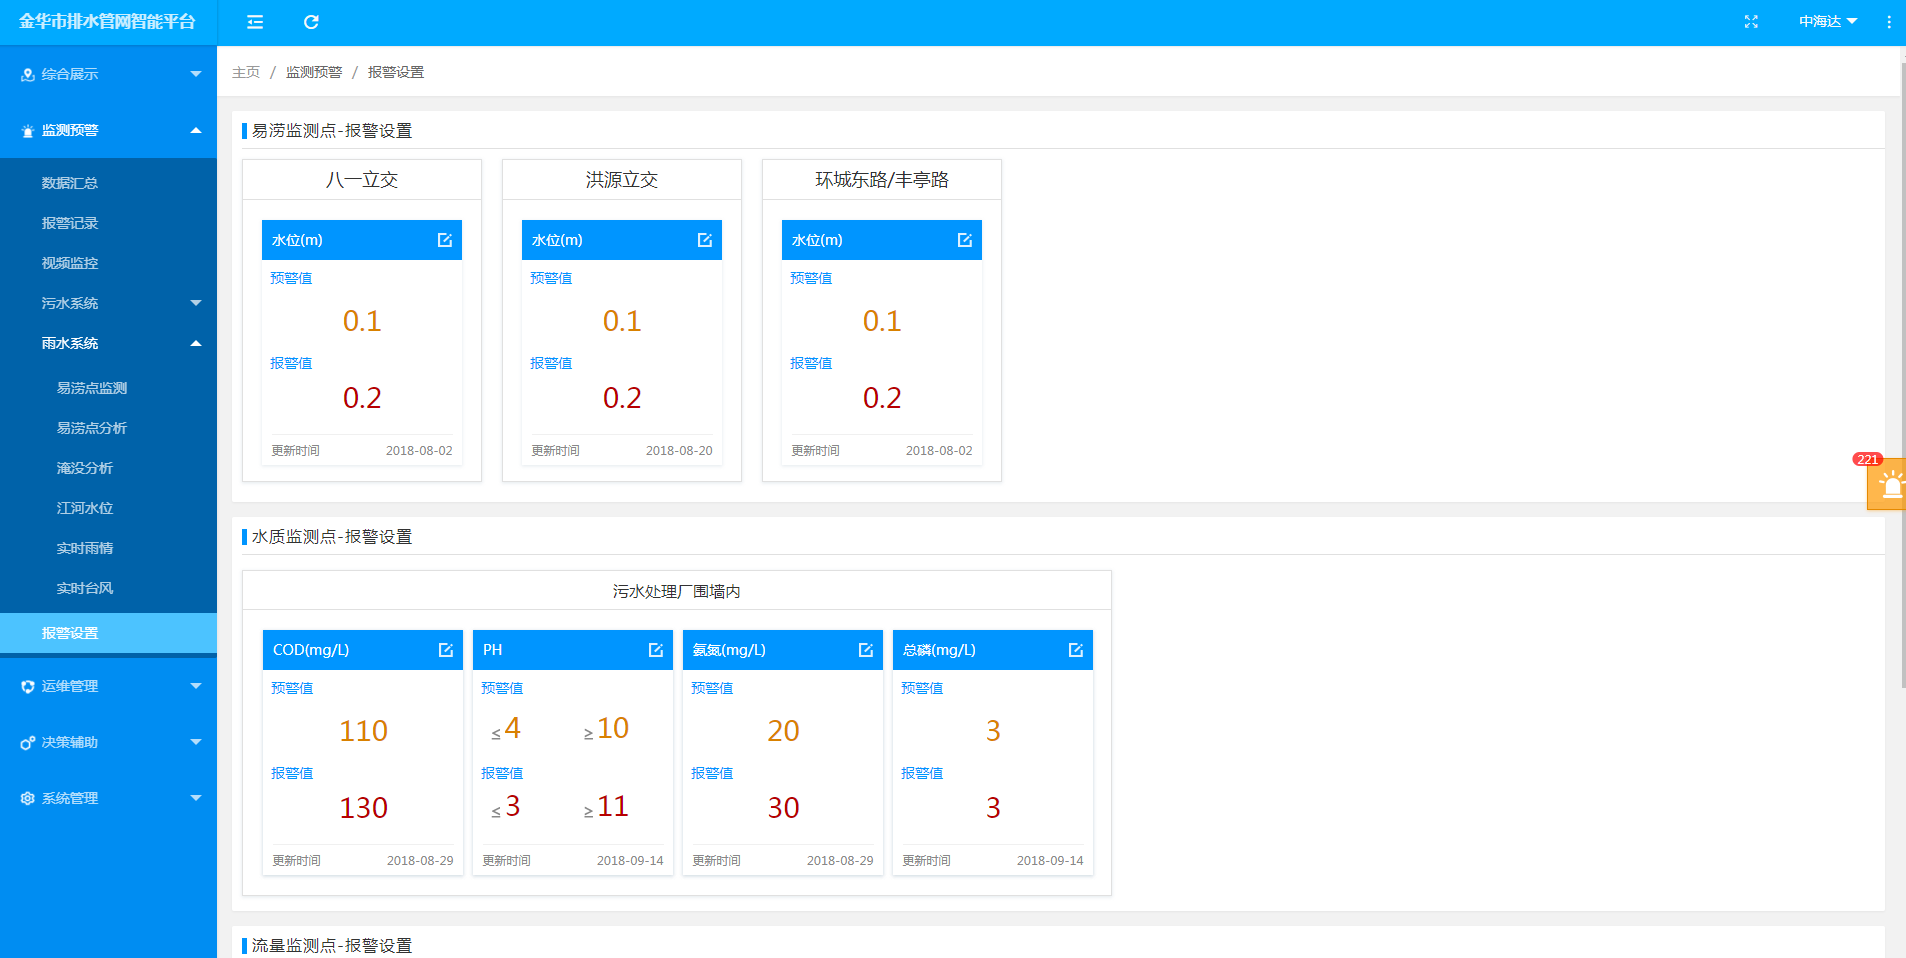 金华市排水管网智能平台
中海达
综合展示
监测预警
数据汇总
报警记录
视频监控
污水系统
雨水系统
易涝点监测
易涝点分析
淹没分析
江河水位
实时雨情
实时台风
报警设置
运维管理
决策辅助
系统管理
主页 / 监测预警 / 报警设置
易涝监测点-报警设置
八一立交
水位(m)
预警值
0.1
报警值
0.2
更新时间 2018-08-02
洪源立交
水位(m)
预警值
0.1
报警值
0.2
更新时间 2018-08-20
环城东路/丰亭路
水位(m)
预警值
0.1
报警值
0.2
更新时间 2018-08-02
221
水质监测点-报警设置
污水处理厂围墙内
COD(mg/L)
预警值
110
报警值
130
更新时间 2018-08-29
PH
预警值
≤4 ≥10
报警值
≤3 ≥11
更新时间 2018-09-14
氨氮(mg/L)
预警值
20
报警值
30
更新时间 2018-08-29
总磷(mg/L)
预警值
3
报警值
3
更新时间 2018-09-14
流量监测点-报警设置